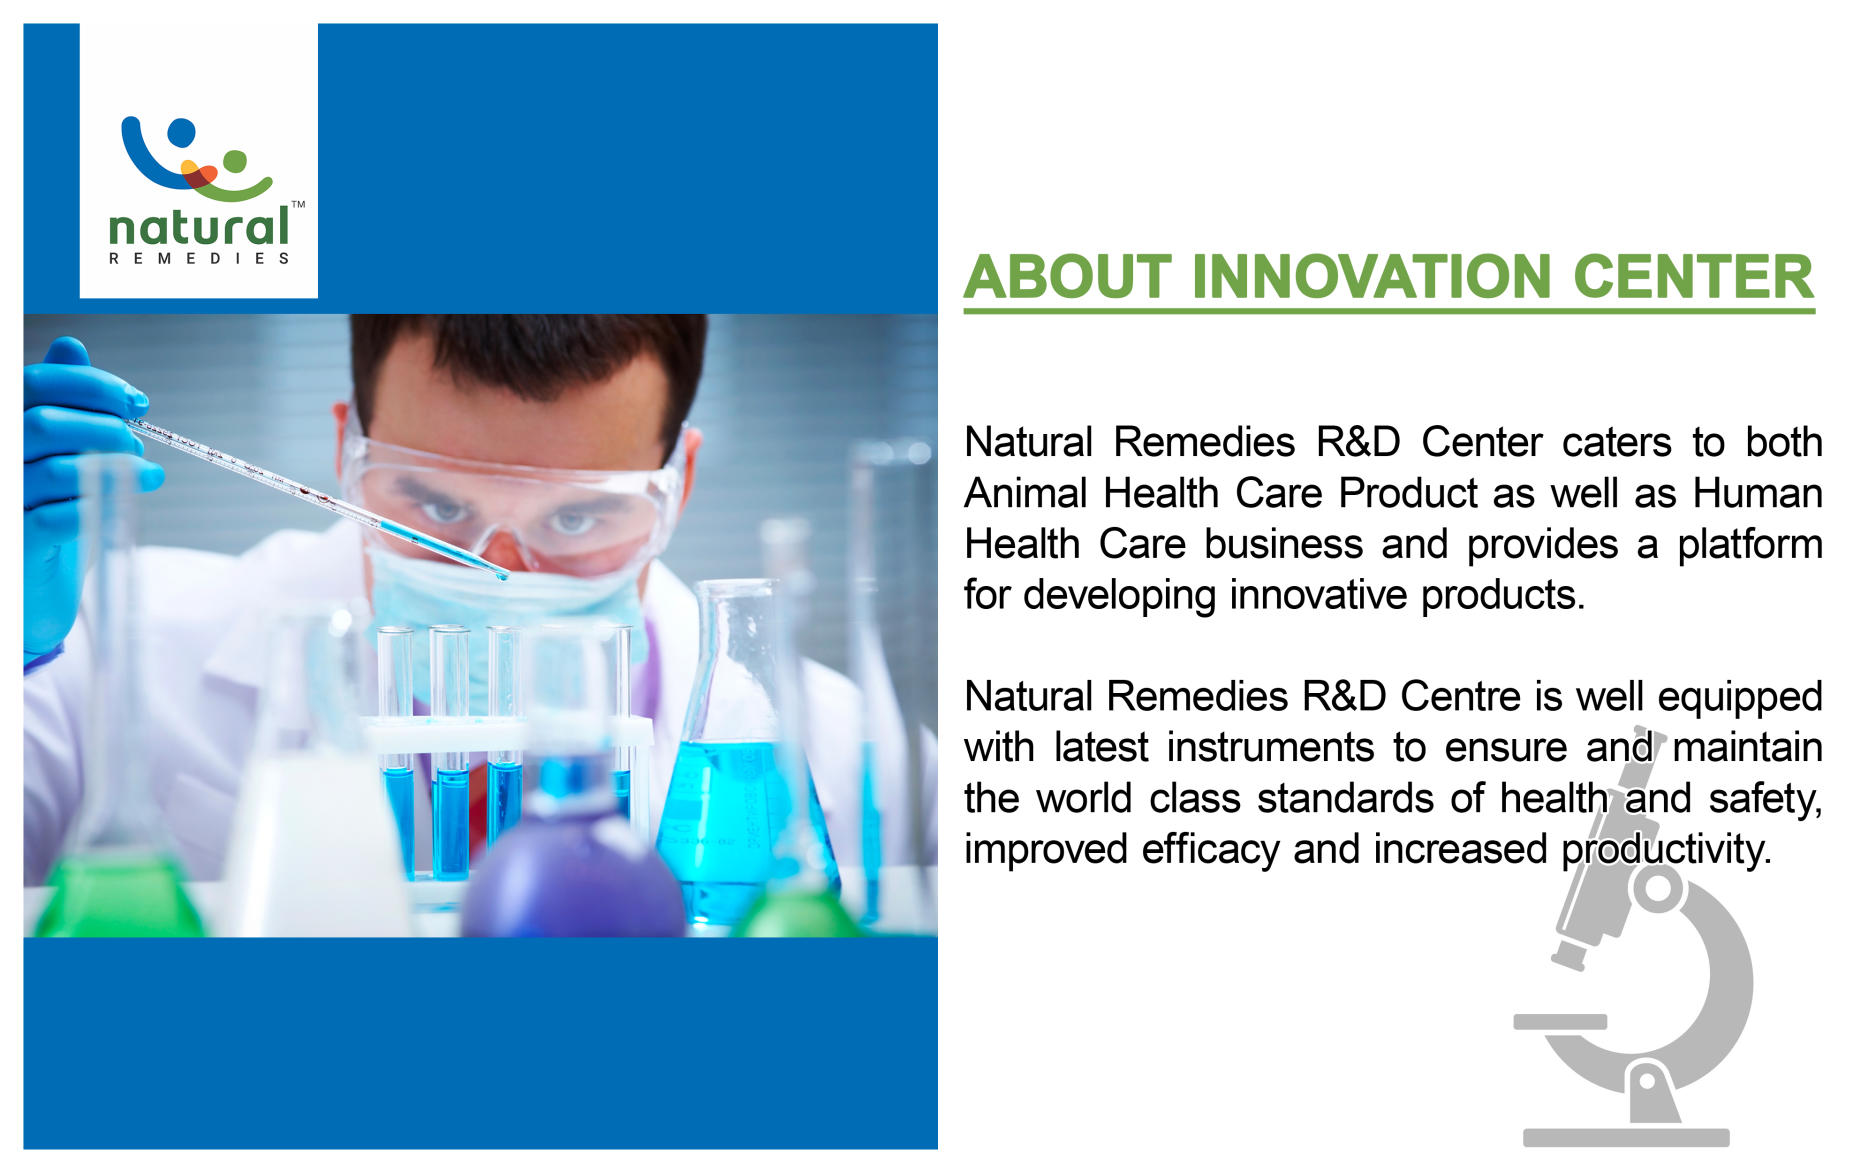 natural™
REMEDIES
ABOUT INNOVATION CENTER
Natural Remedies R&D Center caters to both
Animal Health Care Product as well as Human
Health Care business and provides a platform
for developing innovative products.
Natural Remedies R&D Centre is well equipped
with latest instruments to ensure and maintain
the world class standards of health and safety,
improved efficacy and increased productivity.